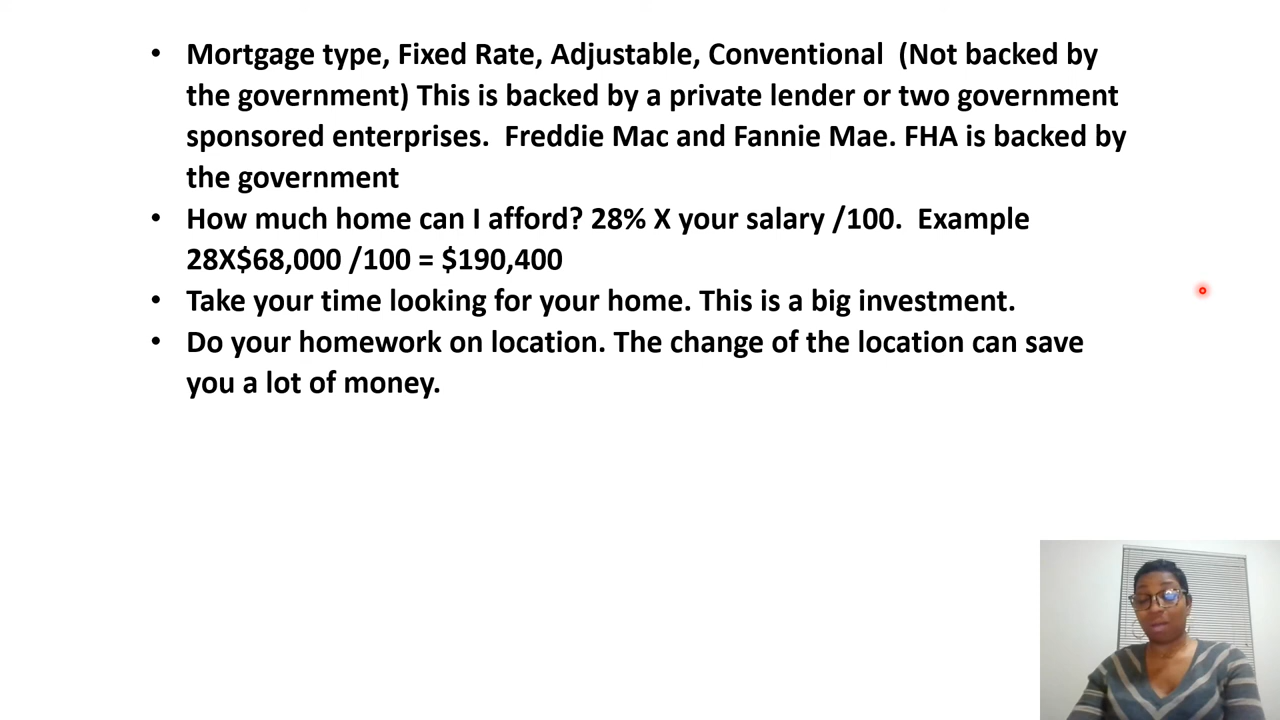 • Mortgage type, Fixed Rate, Adjustable, Conventional  (Not backed by
the government) This is backed by a private lender or two government
sponsored enterprises.  Freddie Mac and Fannie Mae. FHA is backed by
the government
• How much home can I afford? 28% X your salary /100.  Example
28X$68,000 /100 = $190,400
• Take your time looking for your home. This is a big investment.
• Do your homework on location. The change of the location can save
you a lot of money.